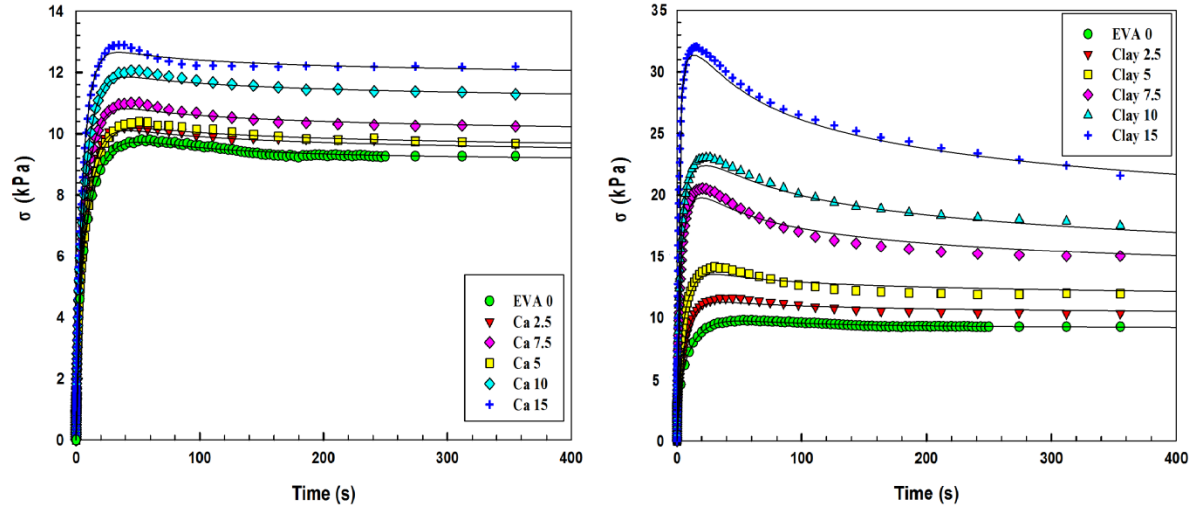 14
12
10
8
6
4
2
0
σ (kPa)
0
100
200
300
400
Time (s)
EVA 0
Ca 2.5
Ca 7.5
Ca 5
Ca 10
Ca 15
35
30
25
20
15
10
5
0
σ (kPa)
0
100
200
300
400
Time (s)
EVA 0
Clay 2.5
Clay 5
Clay 7.5
Clay 10
Clay 15